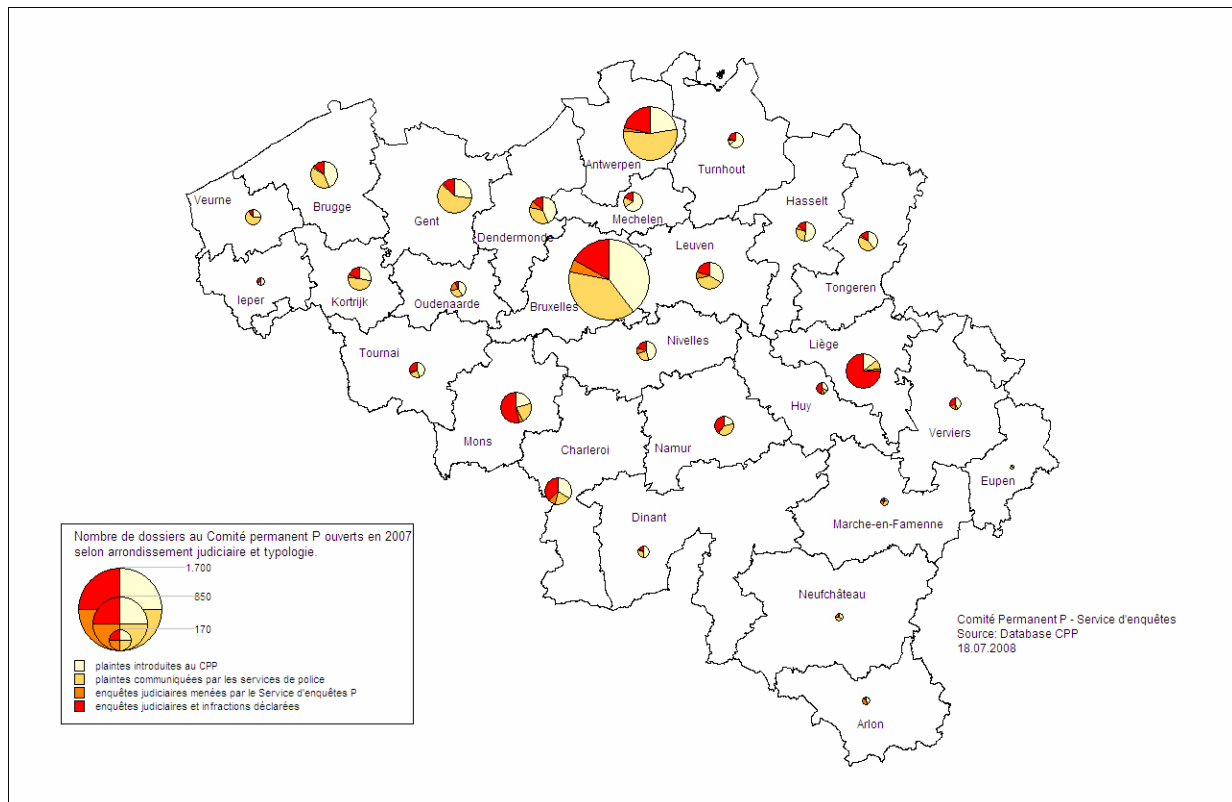 Antwerpen
Turnhout
Veurne
Brugge
Gent
Dendermonde
Mechelen
Hasselt
Leuven
Ieper
Kortrijk
Oudenaarde
Bruxelles
Tongeren
Tournai
Nivelles
Liège
Huy
Mons
Charleroi
Namur
Verviers
Eupen
Dinant
Marche-en-Famenne
Neufchâteau
Arlon
Nombre de dossiers au Comité permanent P ouverts en 2007
selon arrondissement judiciaire et typologie.
1.700
850
170
plaintes introduites au CPP
plaintes communiquées par les services de police
enquêtes judiciaires menées par le Service d'enquêtes P
enquêtes judiciaires et infractions déclarées
Comité Permanent P - Service d'enquêtes
Source: Database CPP
18.07.2008